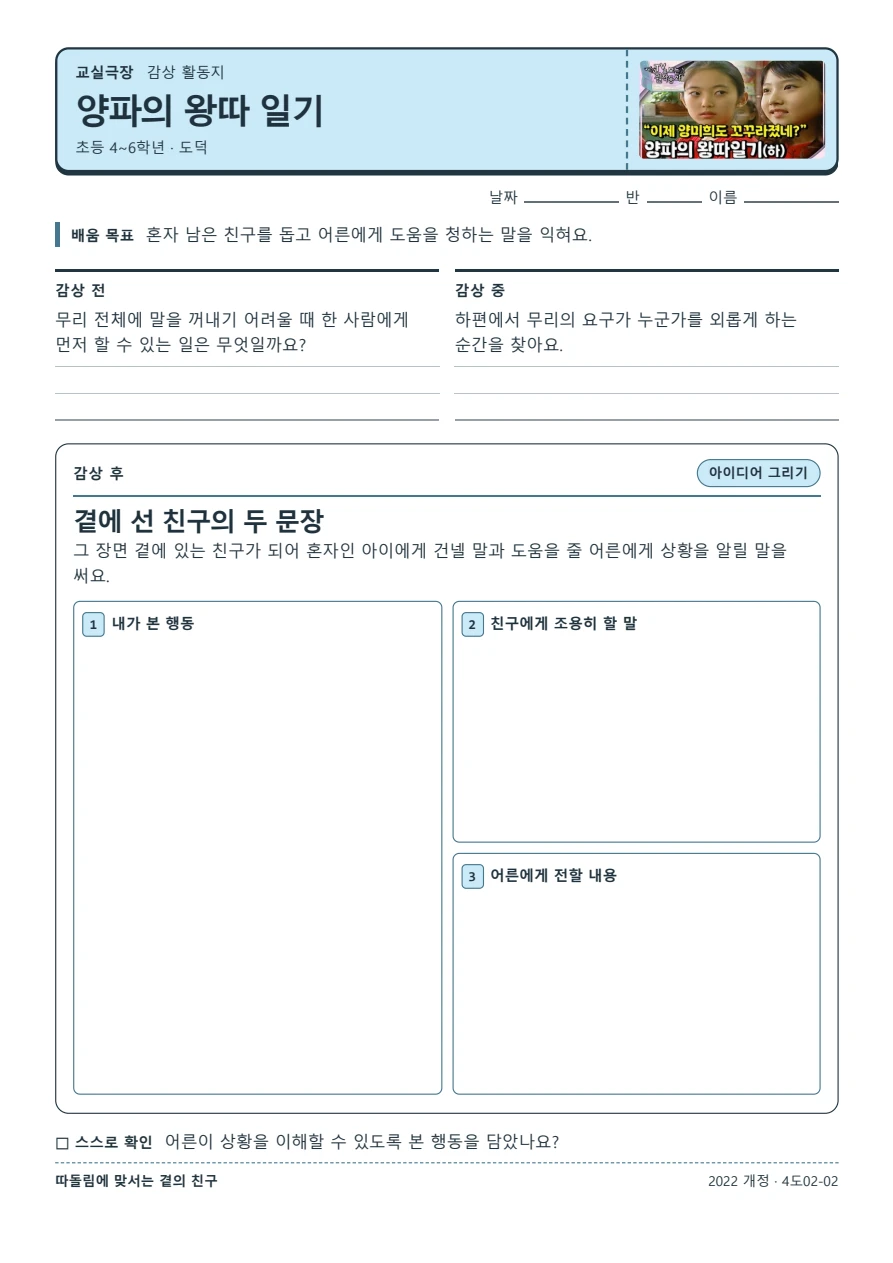 교실극장 감상 활동지
양파의 왕따 일기
초등 4~6학년 · 도덕
“이제 양미희도 꼬꾸라졌네?”
양파의 왕따일기(하)
날짜 반 이름
배움 목표 혼자 남은 친구를 돕고 어른에게 도움을 청하는 말을 익혀요.
감상 전
무리 전체에 말을 꺼내기 어려울 때 한 사람에게
먼저 할 수 있는 일은 무엇일까요?
감상 중
하편에서 무리의 요구가 누군가를 외롭게 하는
순간을 찾아요.
감상 후
아이디어 그리기
곁에 선 친구의 두 문장
그 장면 곁에 있는 친구가 되어 혼자인 아이에게 건넬 말과 도움을 줄 어른에게 상황을 알릴 말을
써요.
1 내가 본 행동
2 친구에게 조용히 할 말
3 어른에게 전할 내용
□ 스스로 확인 어른이 상황을 이해할 수 있도록 본 행동을 담았나요?
따돌림에 맞서는 곁의 친구
2022 개정 · 4도02-02